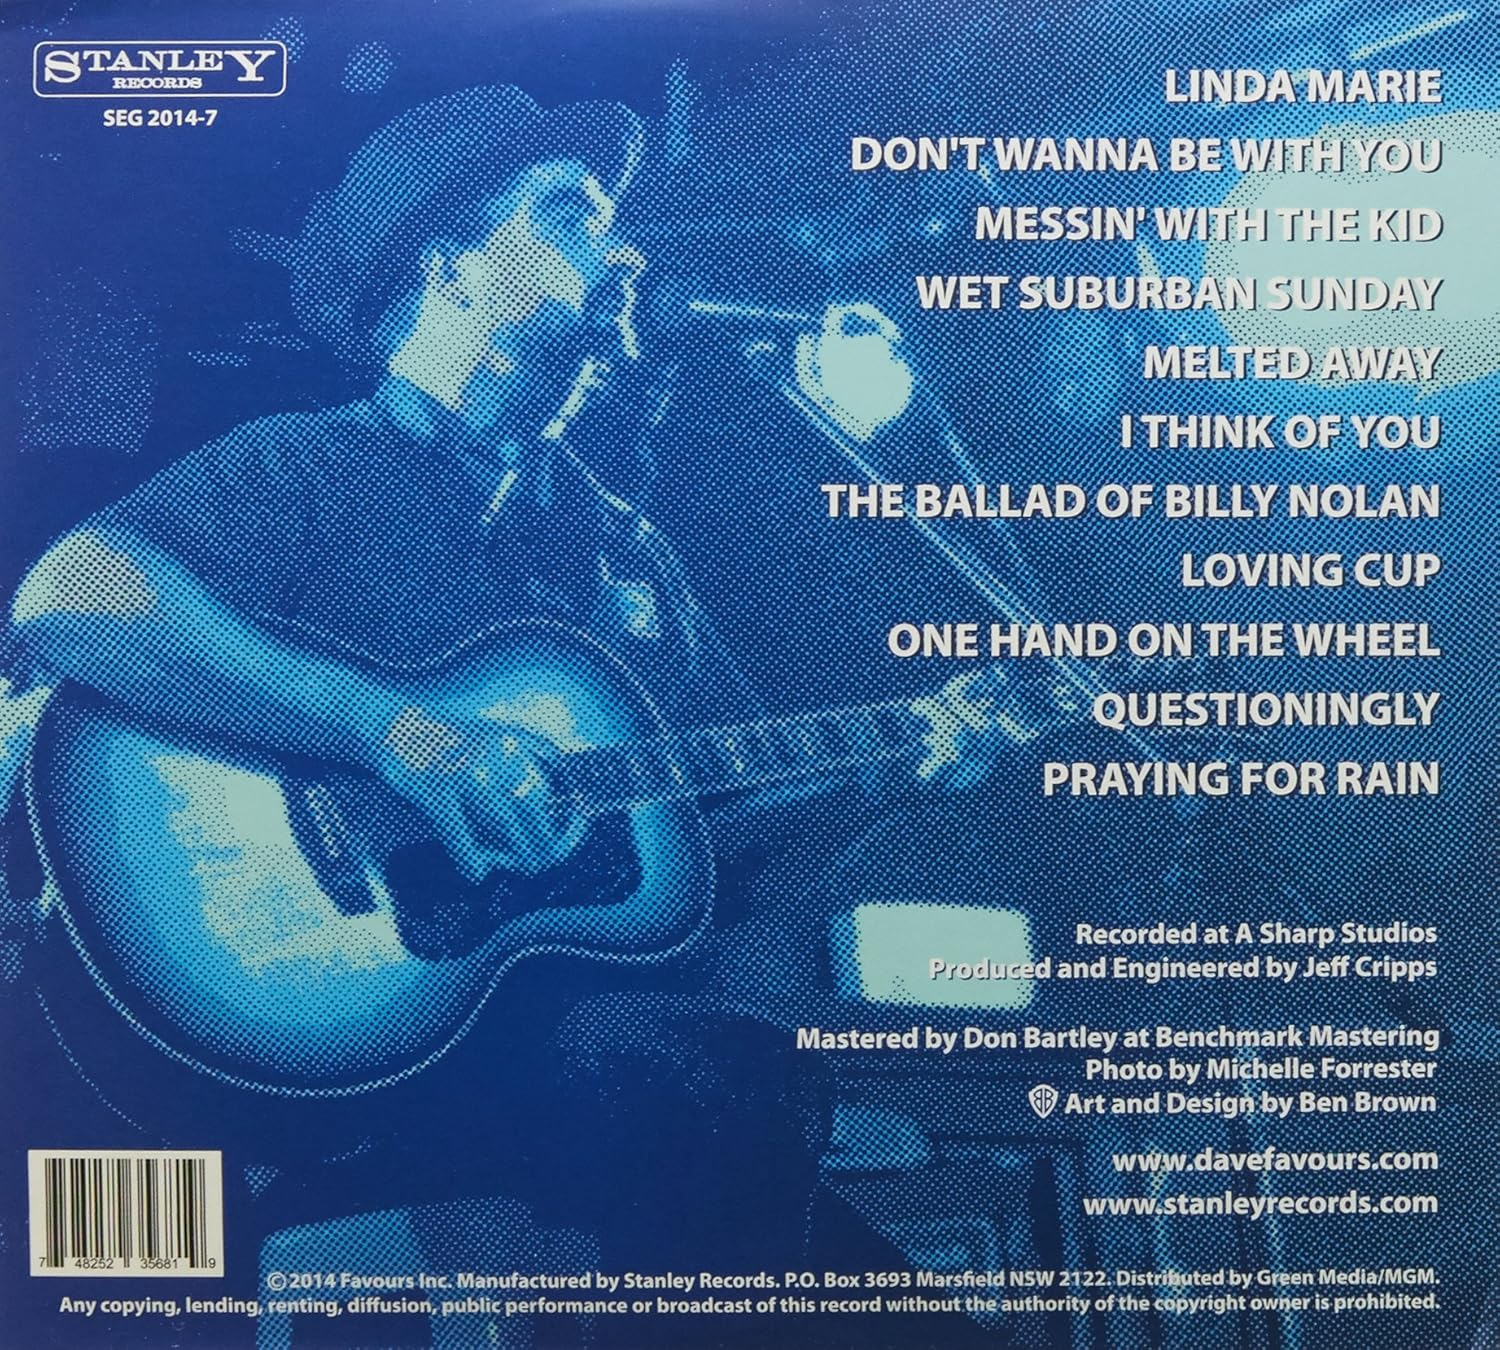 STANLEY
RECORDS
SEG 2014-7
LINDA MARIE
DON'T WANNA BE WITH YOU
MESSIN' WITH THE KID
WET SUBURBAN SUNDAY
MELTED AWAY
I THINK OF YOU
THE BALLAD OF BILLY NOLAN
LOVING CUP
ONE HAND ON THE WHEEL
QUESTIONINGLY
PRAYING FOR RAIN
Recorded at A Sharp Studios
Produced and Engineered by Jeff Cripps
Mastered by Don Bartley at Benchmark Mastering
Photo by Michelle Forrester
BB Art and Design by Ben Brown
www.davefavours.com
www.stanleyrecords.com
7 48252 35681 9
©2014 Favours Inc. Manufactured by Stanley Records. P.O. Box 3693 Marsfield NSW 2122. Distributed by Green Media/MGM.
Any copying, lending, renting, diffusion, public performance or broadcast of this record without the authority of the copyright owner is prohibited.